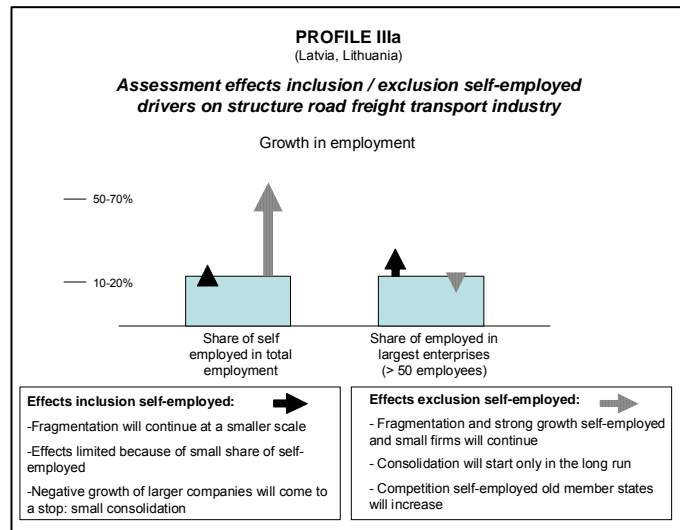 PROFILE IIIa
(Latvia, Lithuania)
Assessment effects inclusion / exclusion self-employed
drivers on structure road freight transport industry
Growth in employment
50-70%
10-20%
Share of self
employed in total
employment
Share of employed in
largest enterprises
(> 50 employees)
Effects inclusion self-employed:
-Fragmentation will continue at a smaller scale
-Effects limited because of small share of self-
employed
-Negative growth of larger companies will come to
a stop: small consolidation
Effects exclusion self-employed:
- Fragmentation and strong growth self-employed
and small firms will continue
- Consolidation will start only in the long run
- Competition self-employed old member states
will increase